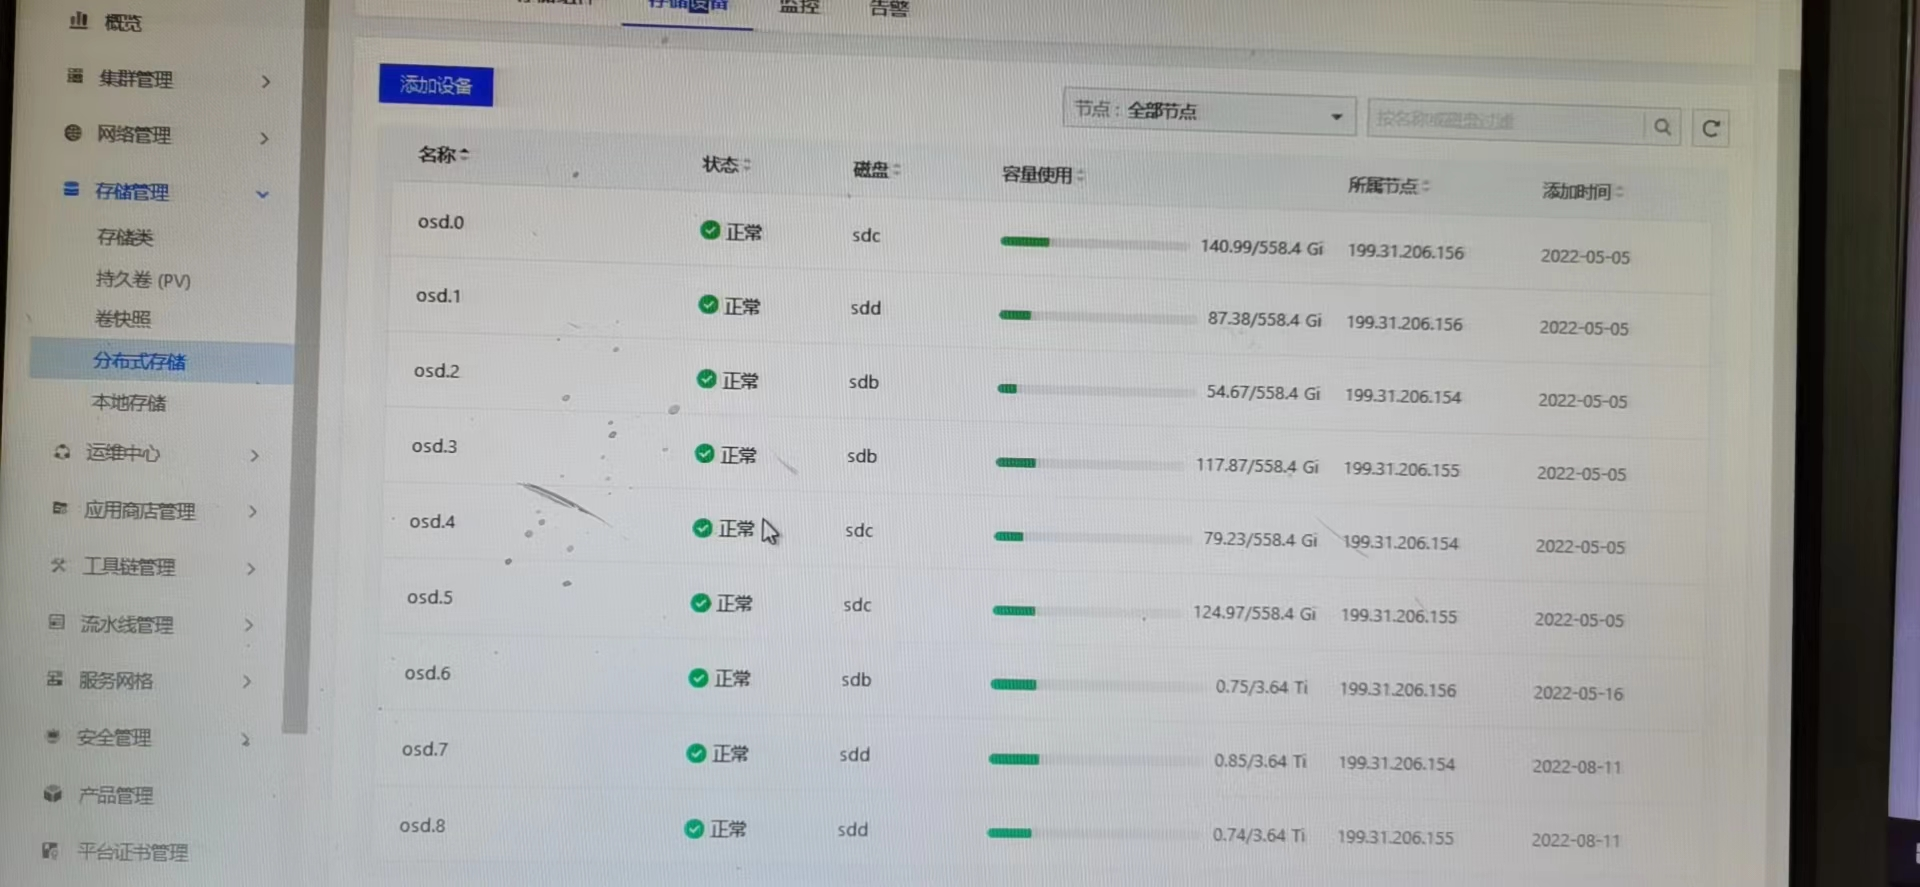 概览
集群管理
网络管理
存储管理
存储类
持久卷 (PV)
卷快照
分布式存储
本地存储
运维中心
应用商店管理
工具链管理
流水线管理
服务网格
安全管理
产品管理
平台证书管理
存储设备 监控 告警
添加设备
节点：全部节点
按名称或磁盘过滤
名称 状态 磁盘 容量使用 所属节点 添加时间
osd.0 正常 sdc 140.99/558.4 Gi 199.31.206.156 2022-05-05
osd.1 正常 sdd 87.38/558.4 Gi 199.31.206.156 2022-05-05
osd.2 正常 sdb 54.67/558.4 Gi 199.31.206.154 2022-05-05
osd.3 正常 sdb 117.87/558.4 Gi 199.31.206.155 2022-05-05
osd.4 正常 sdc 79.23/558.4 Gi 199.31.206.154 2022-05-05
osd.5 正常 sdc 124.97/558.4 Gi 199.31.206.155 2022-05-05
osd.6 正常 sdb 0.75/3.64 Ti 199.31.206.156 2022-05-16
osd.7 正常 sdd 0.85/3.64 Ti 199.31.206.154 2022-08-11
osd.8 正常 sdd 0.74/3.64 Ti 199.31.206.155 2022-08-11